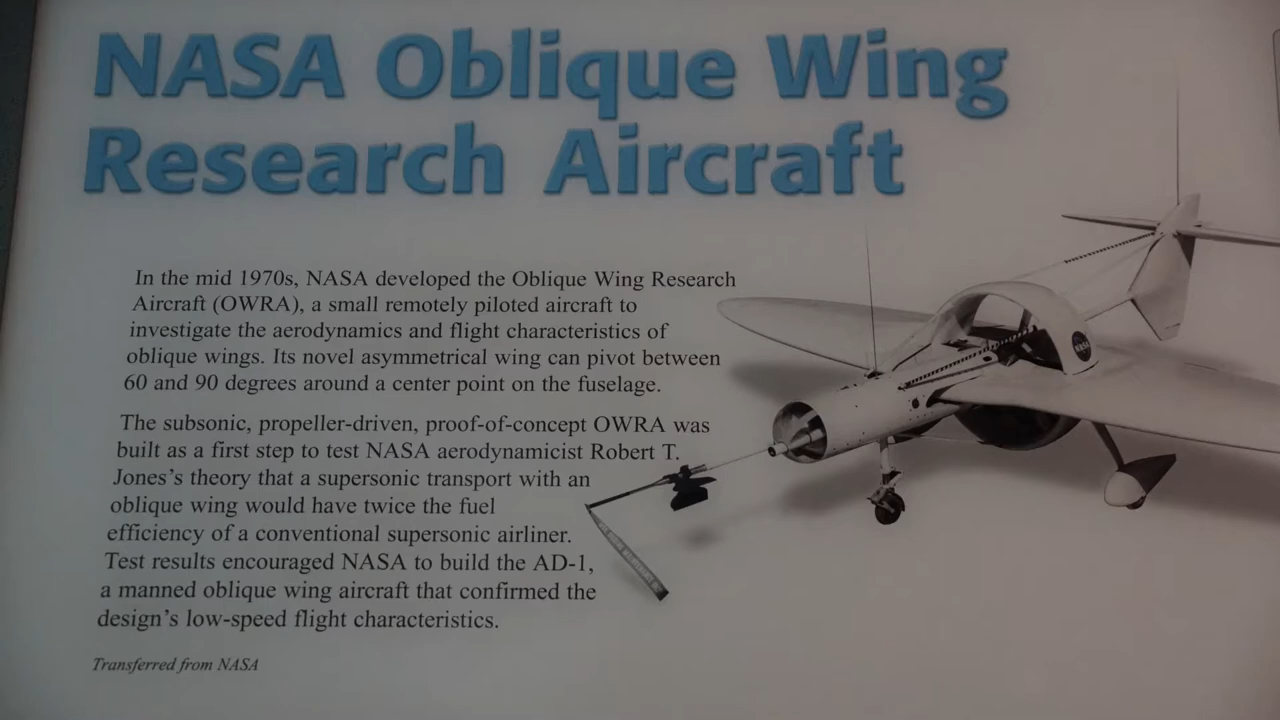 NASA Oblique Wing
Research Aircraft
In the mid 1970s, NASA developed the Oblique Wing Research
Aircraft (OWRA), a small remotely piloted aircraft to
investigate the aerodynamics and flight characteristics of
oblique wings. Its novel asymmetrical wing can pivot between
60 and 90 degrees around a center point on the fuselage.
The subsonic, propeller-driven, proof-of-concept OWRA was
built as a first step to test NASA aerodynamicist Robert T.
Jones’s theory that a supersonic transport with an
oblique wing would have twice the fuel
efficiency of a conventional supersonic airliner.
Test results encouraged NASA to build the AD-1,
a manned oblique wing aircraft that confirmed the
design’s low-speed flight characteristics.
Transferred from NASA
NASA